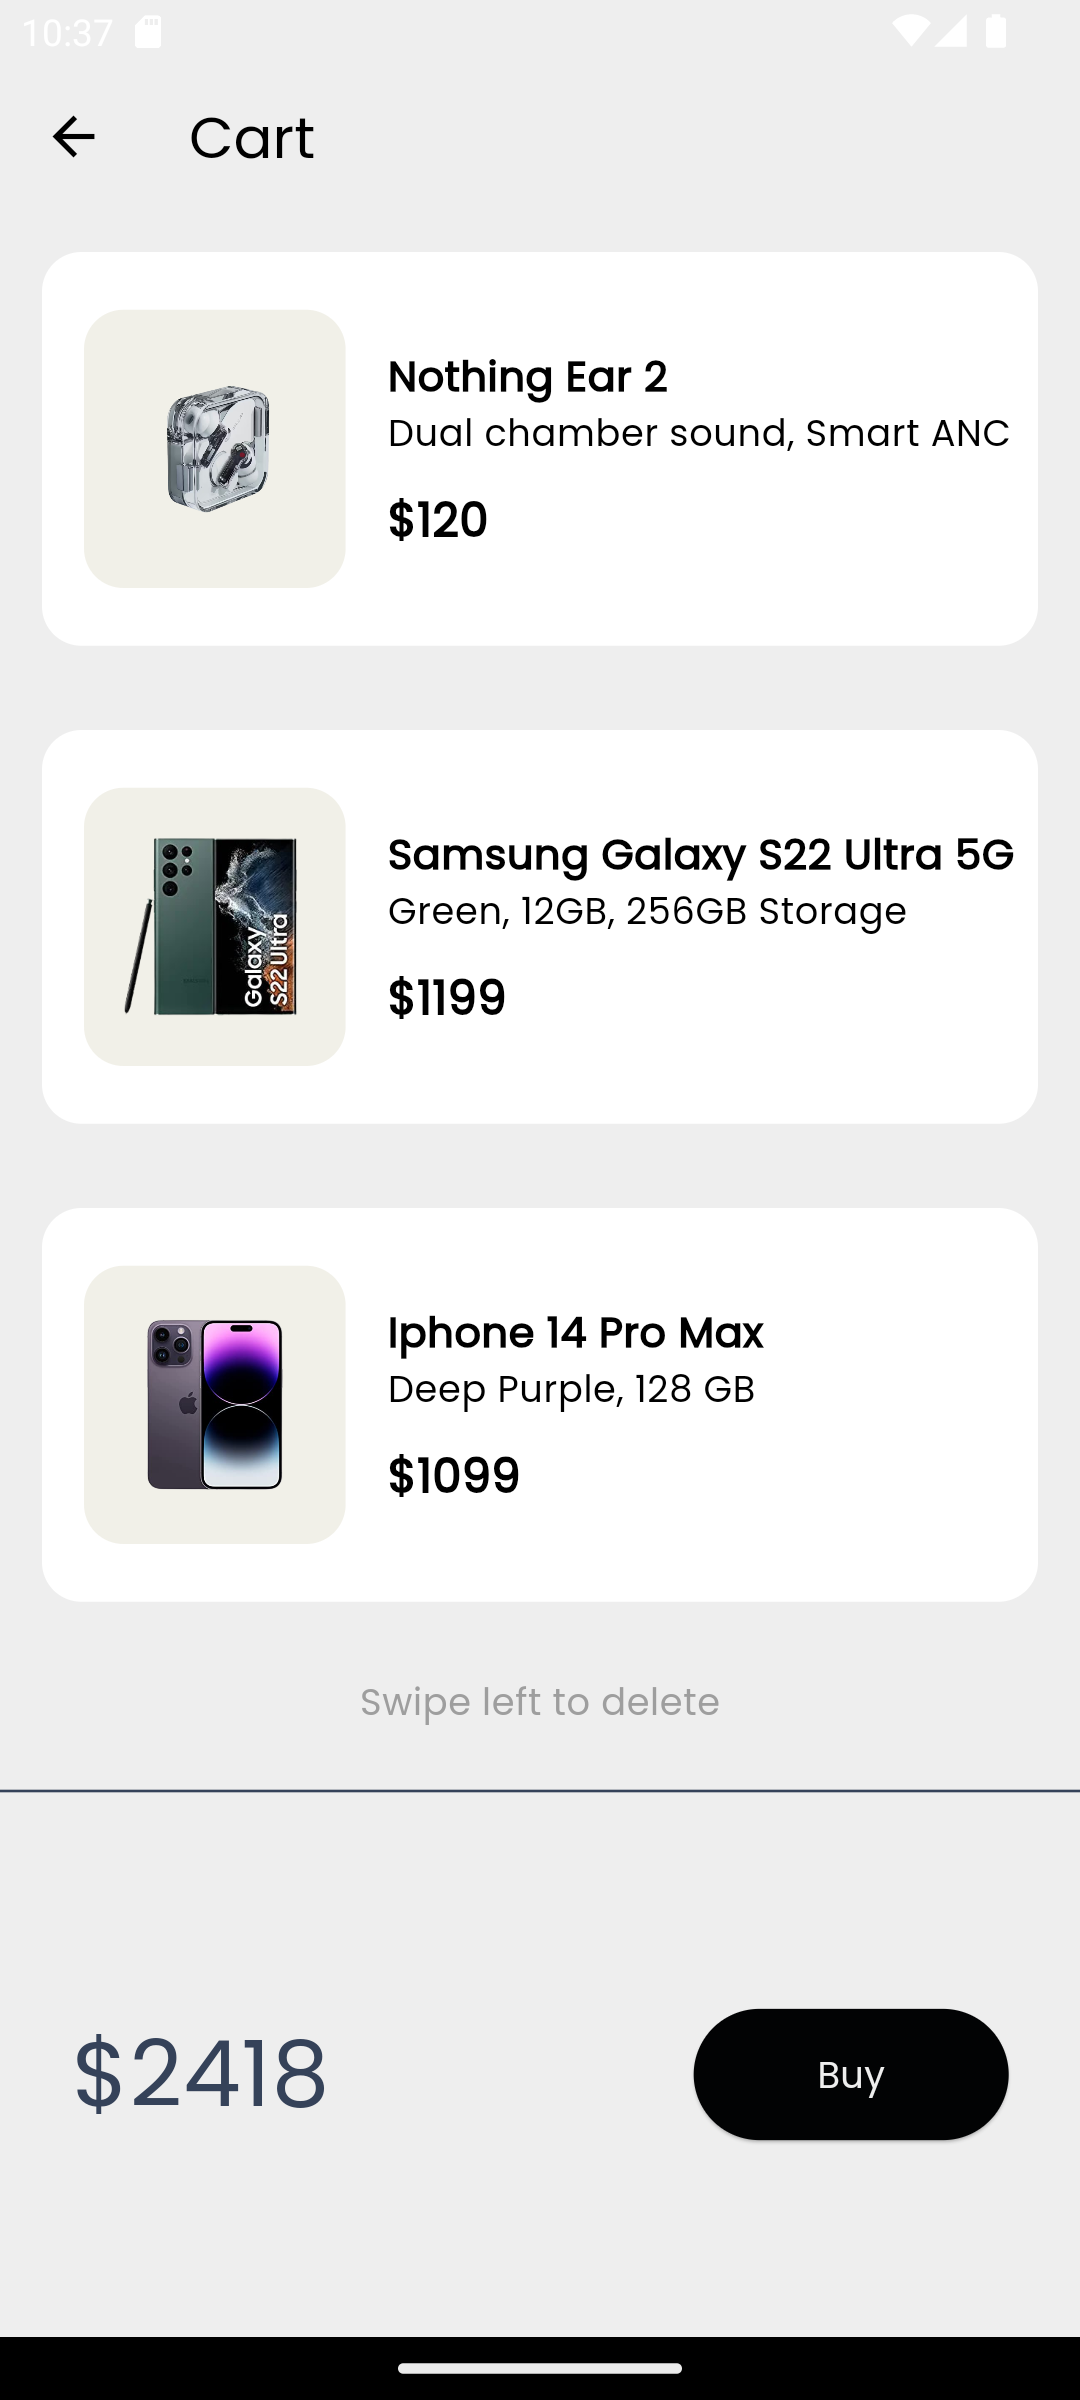 10:37
Cart
Nothing Ear 2
Dual chamber sound, Smart ANC
$120
Galaxy
S22 Ultra
Samsung Galaxy S22 Ultra 5G
Green, 12GB, 256GB Storage
$1199
Iphone 14 Pro Max
Deep Purple, 128 GB
$1099
Swipe left to delete
$2418
Buy